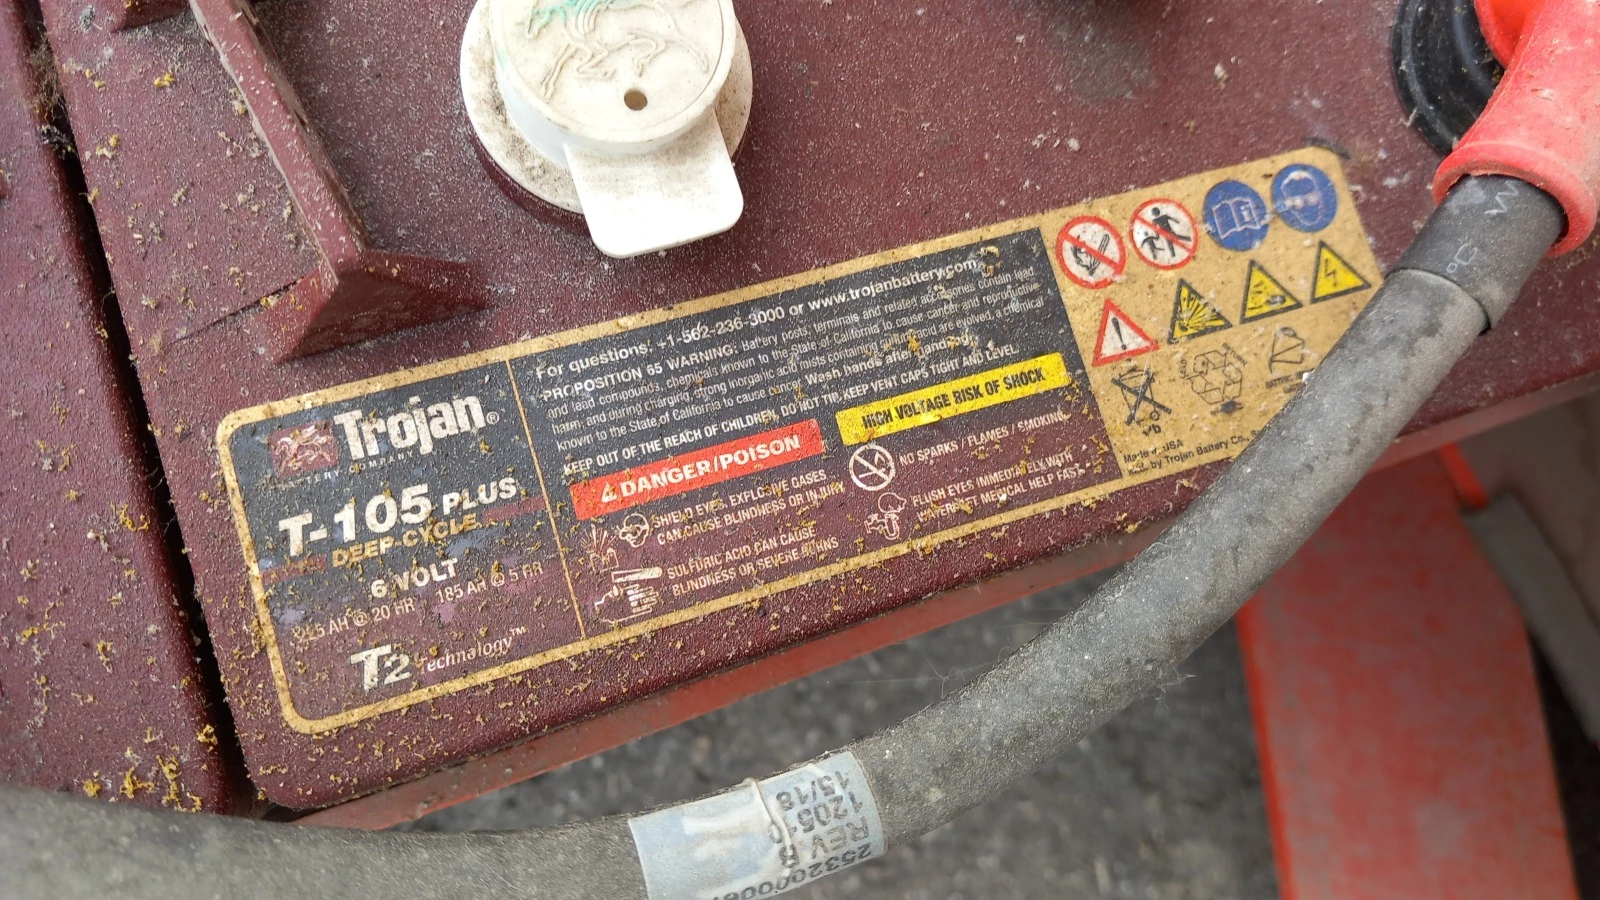 Trojan®
BATTERY COMPANY
T-105 PLUS
DEEP-CYCLE
6 VOLT
5 AH @ 20 HR 185 AH @ 5 HR
T2 Technology™
For questions: +1-562-236-3000 or www.trojanbattery.com
PROPOSITION 65 WARNING: Battery posts, terminals and related accessories contain lead
and lead compounds, chemicals known to the State of California to cause cancer and reproductive
harm, and during charging, strong inorganic acid mists containing sulfuric acid are evolved, a chemical
known to the State of California to cause cancer. Wash hands after handling.
KEEP OUT OF THE REACH OF CHILDREN, DO NOT TIP, KEEP VENT CAPS TIGHT AND LEVEL
DANGER/POISON
HIGH VOLTAGE RISK OF SHOCK
SHIELD EYES. EXPLOSIVE GASES
CAN CAUSE BLINDNESS OR INJURY
NO SPARKS / FLAMES / SMOKING
SULFURIC ACID CAN CAUSE
BLINDNESS OR SEVERE BURNS
FLUSH EYES IMMEDIATELY WITH
WATER. GET MEDICAL HELP FAST
Pb
Made in USA
by Trojan Battery Co.,
°C
REV B
15/18